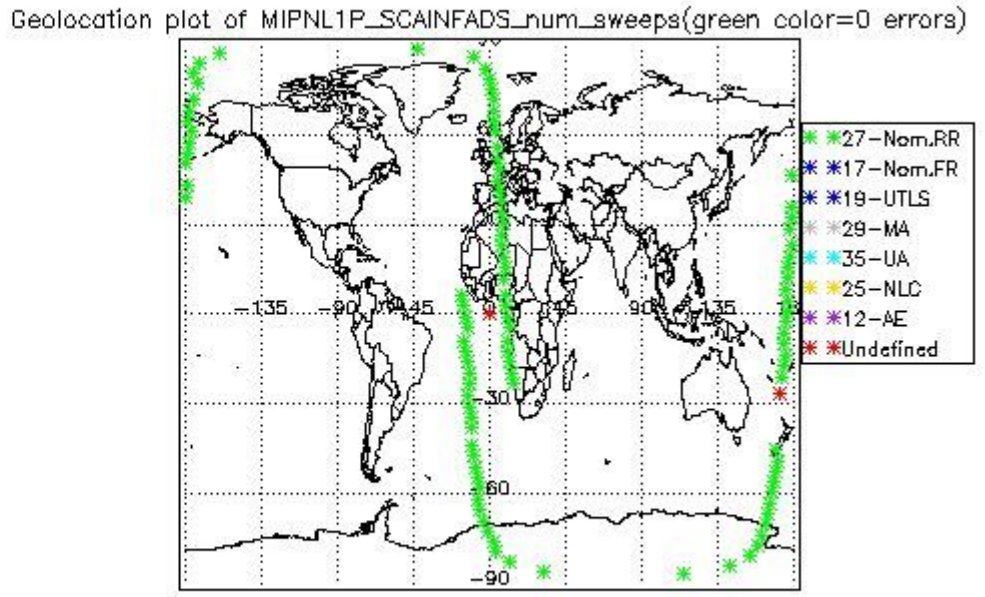 Geolocation plot of MIPNL1P_SCAINFADS_num_sweeps(green color=0 errors)
27-Nom.RR
17-Nom.FR
19-UTLS
29-MA
35-UA
25-NLC
12-AE
Undefined
-135 -90 -45 45 90 135
-30
-60
-90